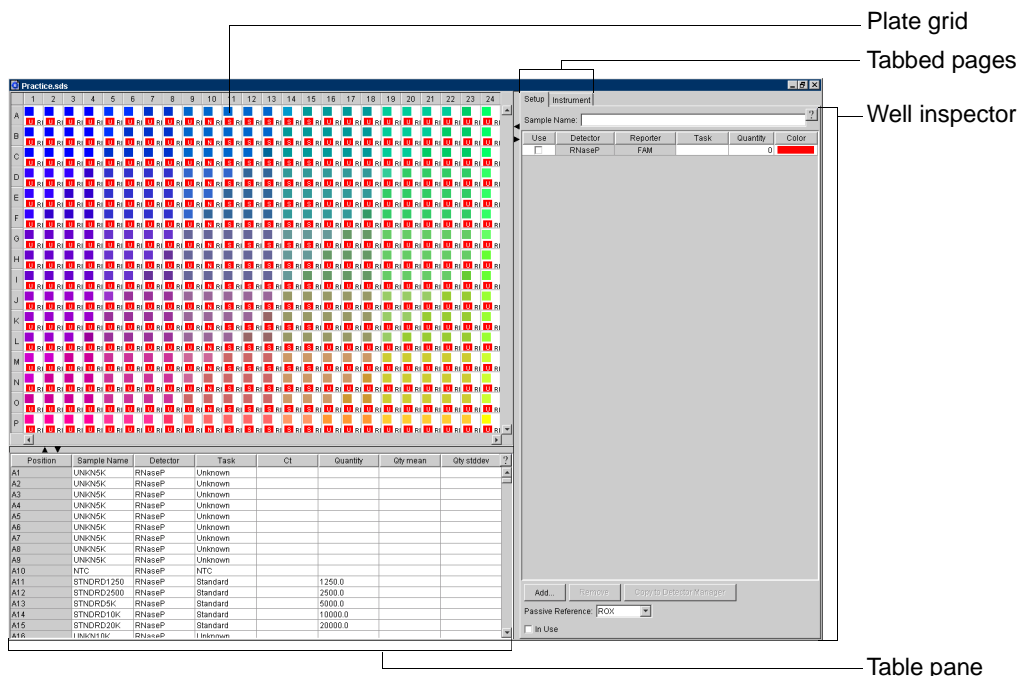 Plate grid
Tabbed pages
Well inspector
Practice.sds
1 2 3 4 5 6 7 8 9 10 11 12 13 14 15 16 17 18 19 20 21 22 23 24
A
B
C
D
E
F
G
H
I
J
K
L
M
N
O
P
Setup Instrument
Sample Name: ?
Use Detector Reporter Task Quantity Color
RNaseP FAM 0
Position Sample Name Detector Task Ct Quantity Qty mean Qty stddev ?
A1 UNKN5K RNaseP Unknown
A2 UNKN5K RNaseP Unknown
A3 UNKN5K RNaseP Unknown
A4 UNKN5K RNaseP Unknown
A5 UNKN5K RNaseP Unknown
A6 UNKN5K RNaseP Unknown
A7 UNKN5K RNaseP Unknown
A8 UNKN5K RNaseP Unknown
A9 UNKN5K RNaseP Unknown
A10 NTC RNaseP NTC
A11 STNDRD1250 RNaseP Standard 1250.0
A12 STNDRD2500 RNaseP Standard 2500.0
A13 STNDRD5K RNaseP Standard 5000.0
A14 STNDRD10K RNaseP Standard 10000.0
A15 STNDRD20K RNaseP Standard 20000.0
A16 UNKN10K RNaseP Unknown
Add... Remove Copy to Detector Manager
Passive Reference: ROX
In Use
Table pane